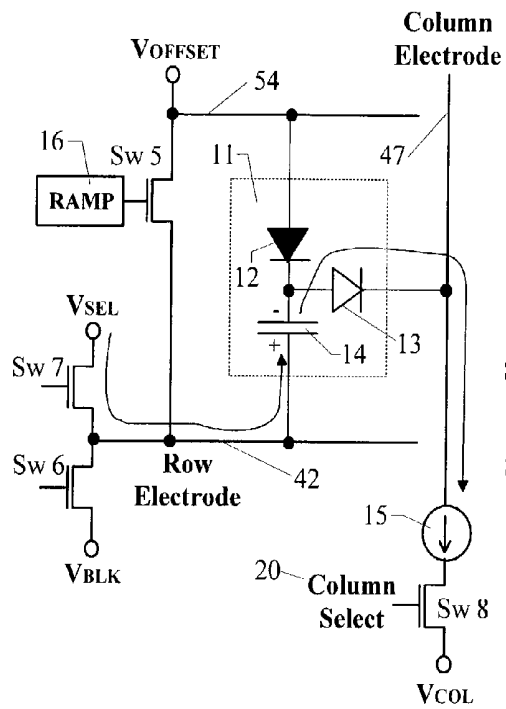 Column
Electrode
VOFFSET
54
47
16
Sw 5
11
RAMP
12
VSEL
-
+
14
13
Sw 7
Sw 6
Row
Electrode
42
15
VBLK
20
Column
Select
Sw 8
VCOL